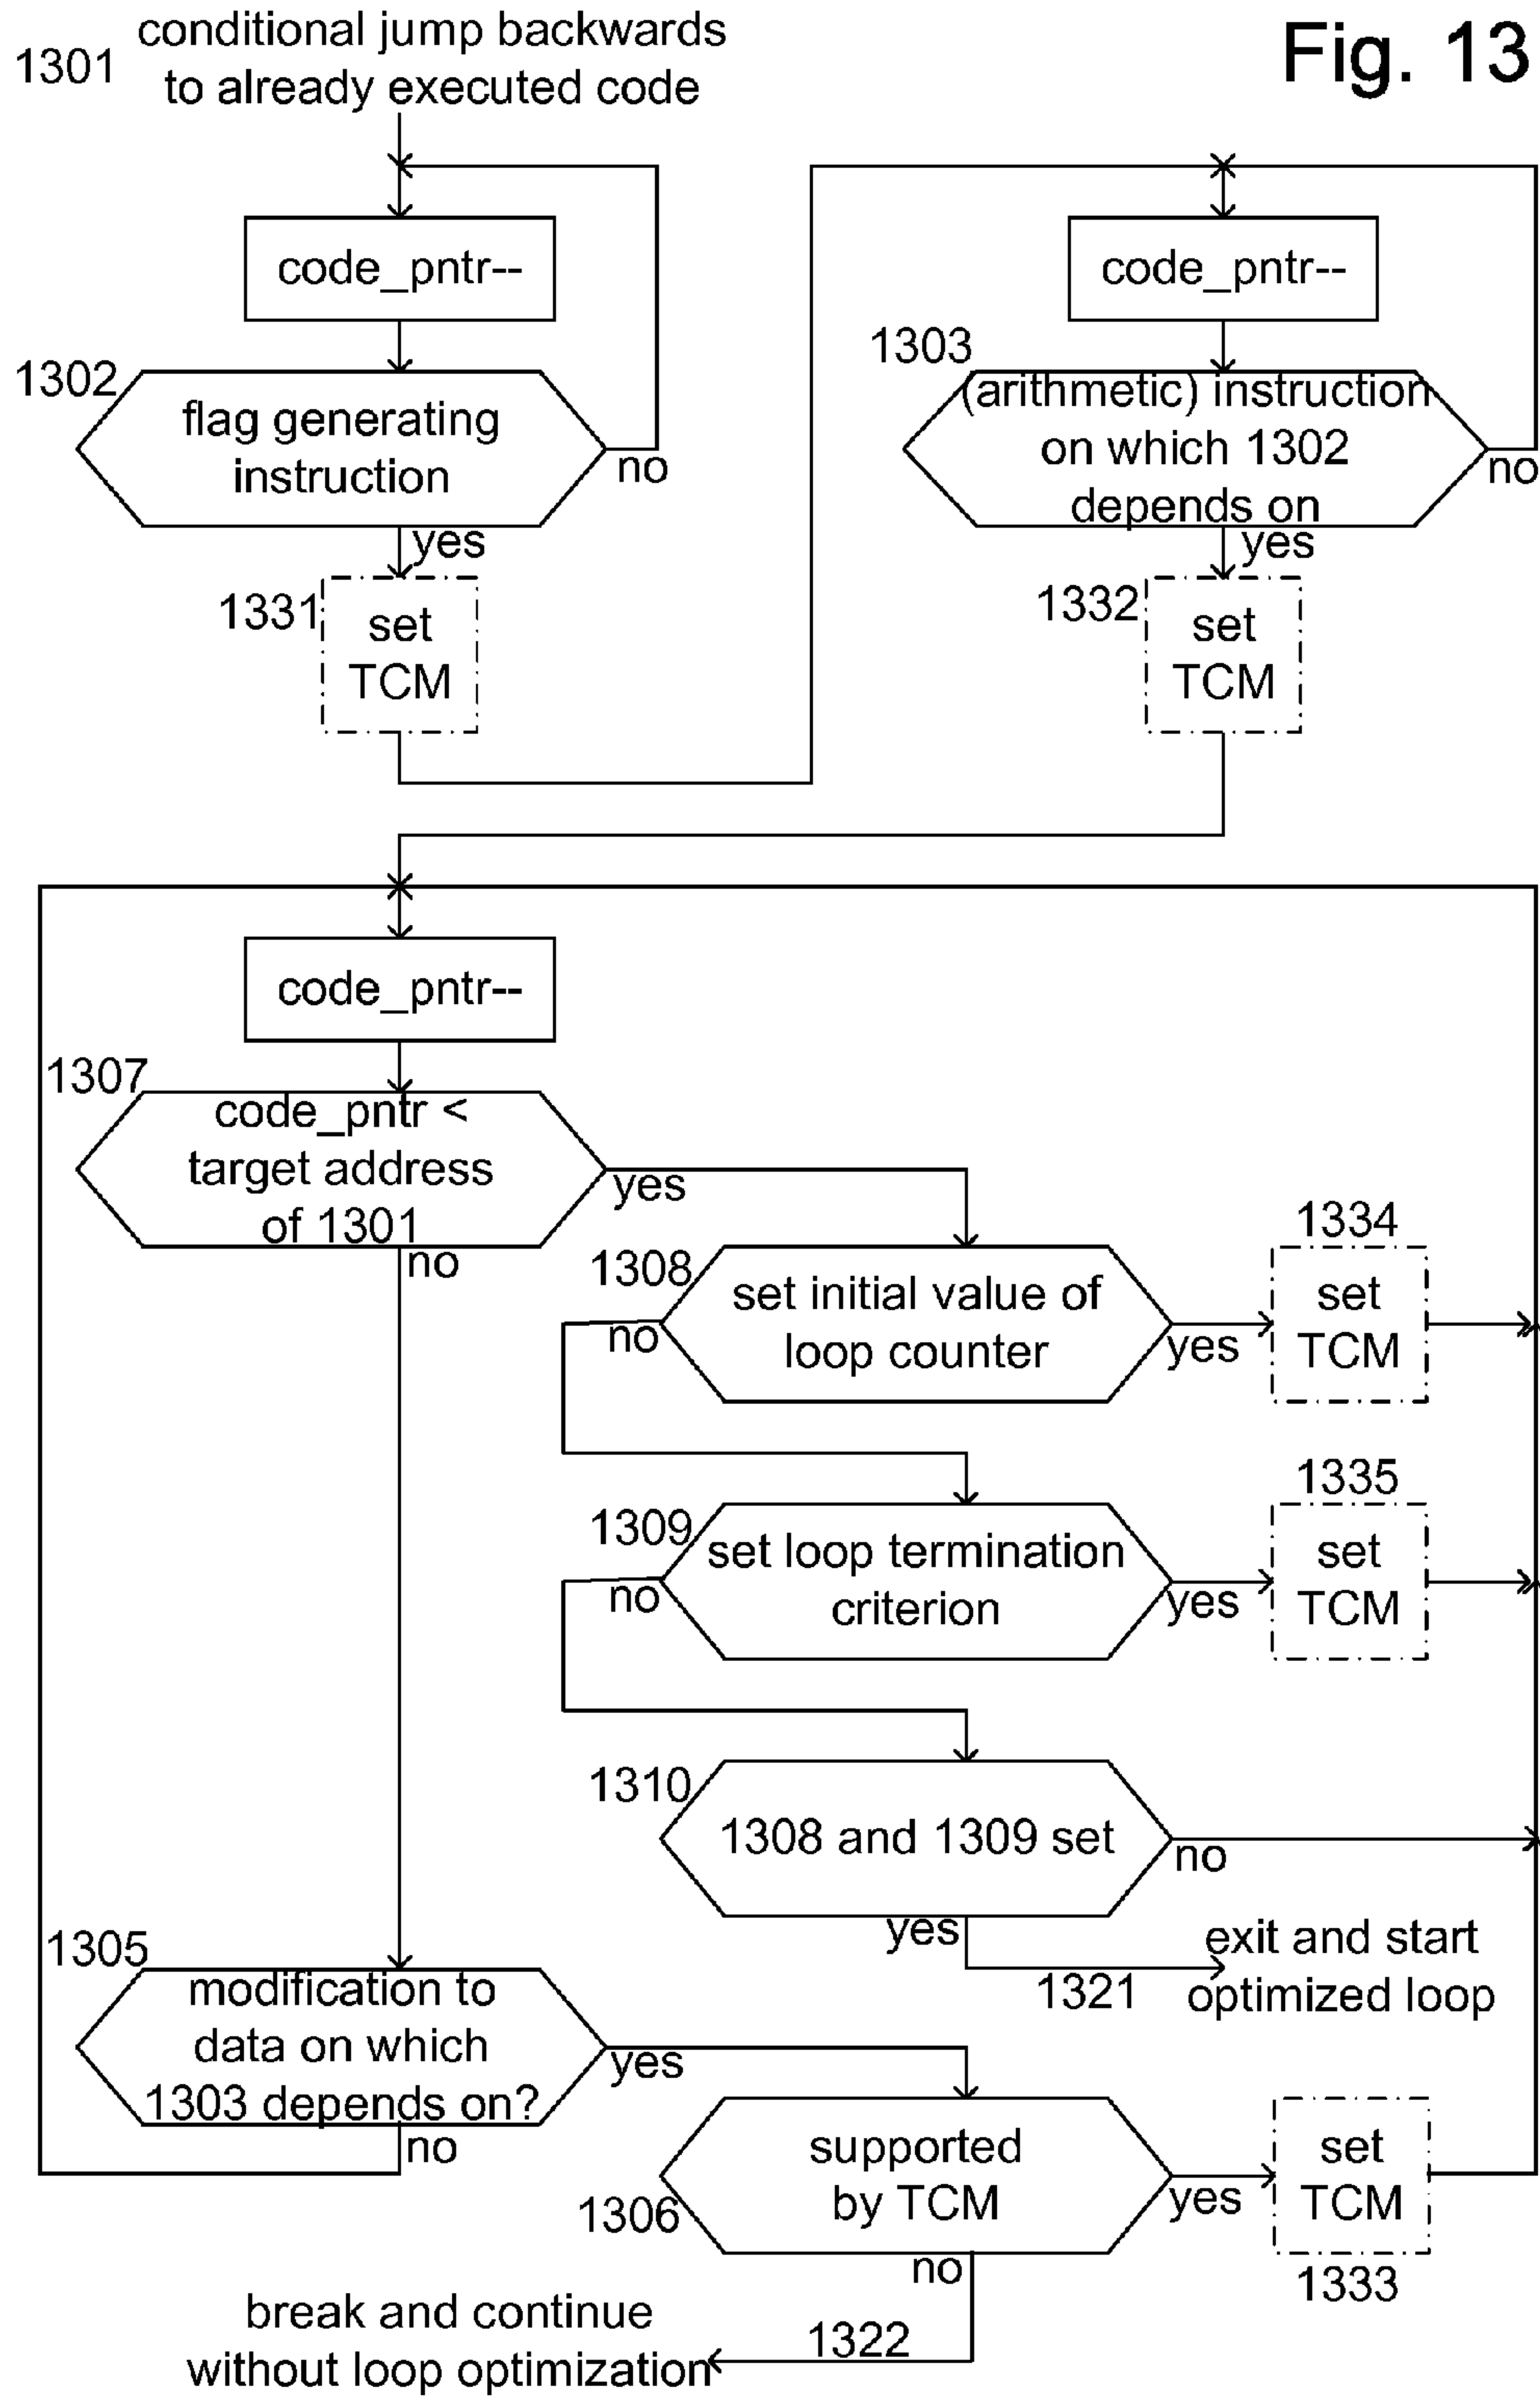 Fig. 13
1301
conditional jump backwards
to already executed code
code_pntr--
1302
flag generating
instruction
no
yes
1331
set
TCM
code_pntr--
1303
(arithmetic) instruction
on which 1302
depends on
no
yes
1332
set
TCM
code_pntr--
1307
code_pntr <
target address
of 1301
yes
no
1308
set initial value of
loop counter
no
yes
1334
set
TCM
1309
set loop termination
criterion
no
yes
1335
set
TCM
1310
1308 and 1309 set
no
yes
1321
exit and start
optimized loop
1305
modification to
data on which
1303 depends on?
yes
no
1306
supported
by TCM
yes
set
TCM
1333
no
1322
break and continue
without loop optimization